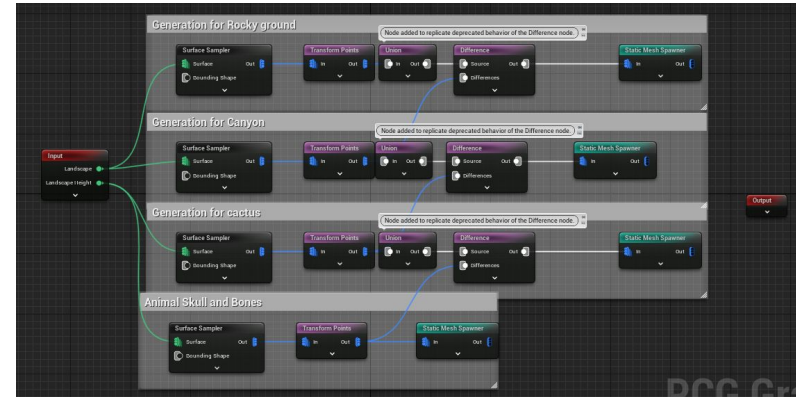 Generation for Rocky ground
Node added to replicate deprecated behavior of the Difference node.
Surface Sampler Transform Points Union Difference Static Mesh Spawner
Surface Out In Out In Out Source Out In Out
Bounding Shape Differences
Generation for Canyon
Node added to replicate deprecated behavior of the Difference node.
Surface Sampler Transform Points Union Difference Static Mesh Spawner
Input
Surface Out In Out In Out Source Out In Out
Landscape
Bounding Shape Differences
Landscape Height
Output
Generation for cactus
Node added to replicate deprecated behavior of the Difference node.
Surface Sampler Transform Points Union Difference Static Mesh Spawner
Surface Out In Out In Out Source Out In Out
Bounding Shape Differences
Animal Skull and Bones
Surface Sampler Transform Points Static Mesh Spawner
Surface Out In Out In Out
Bounding Shape
PCG Gra